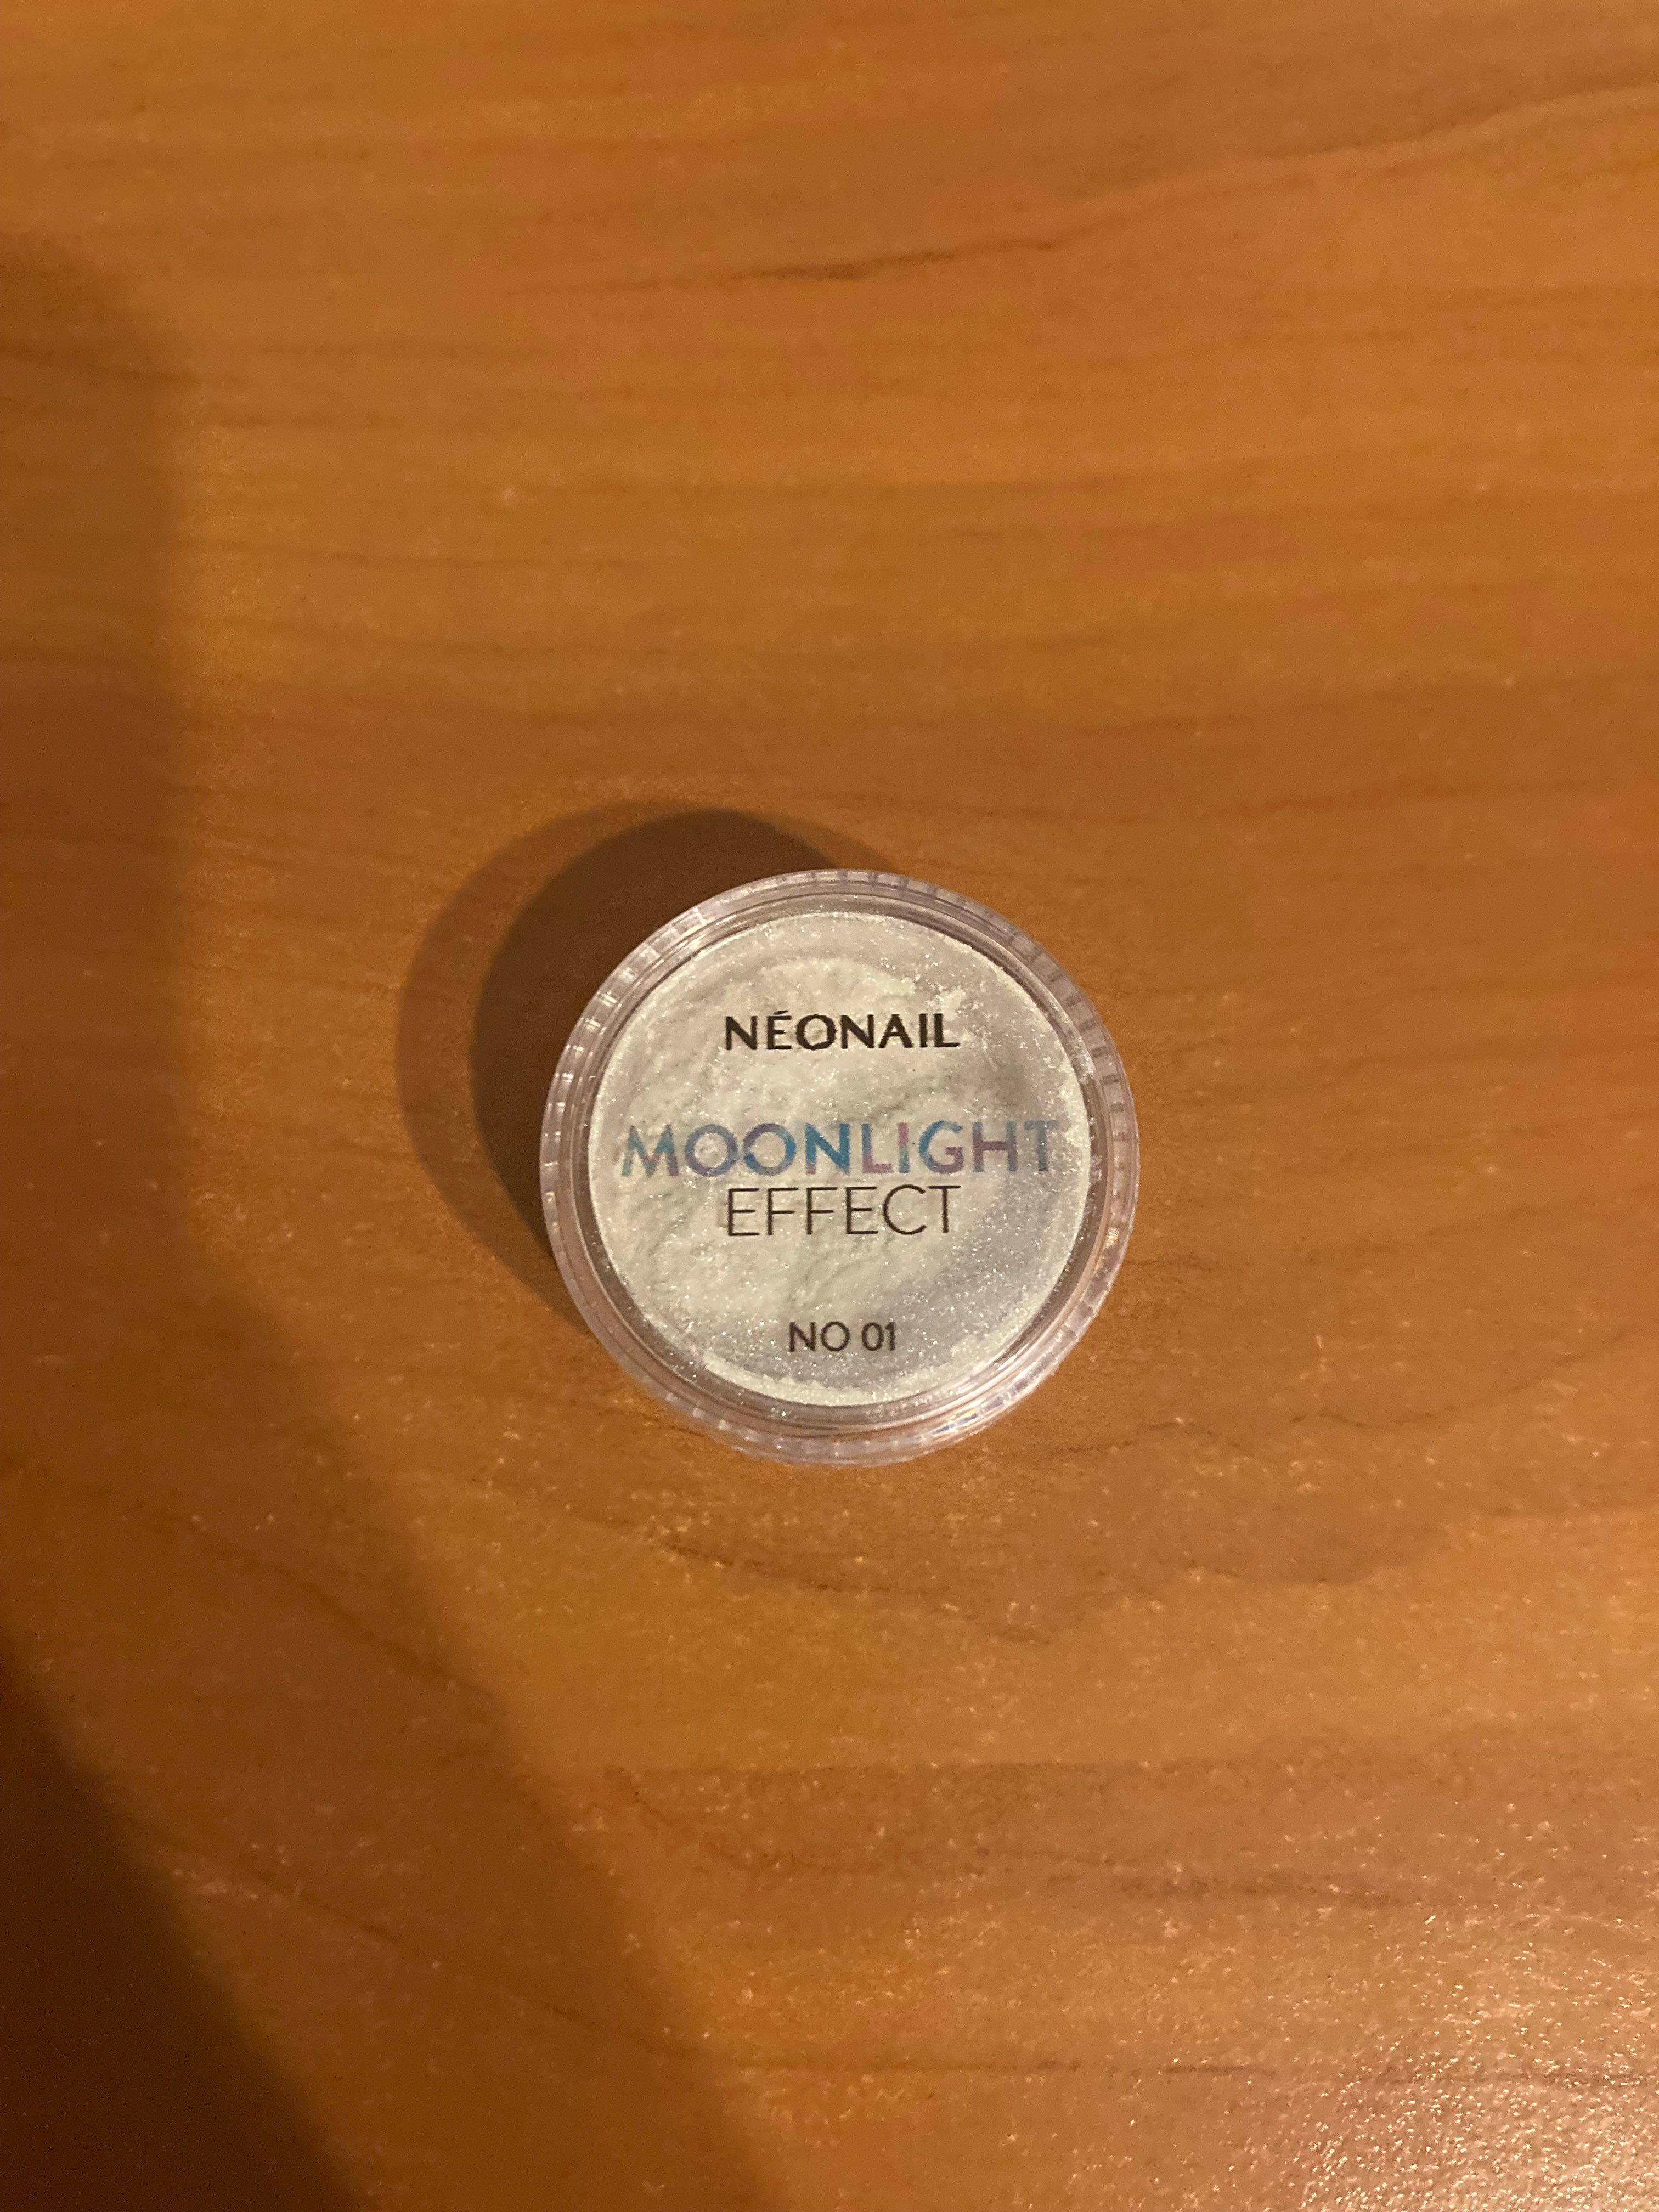 NÉONAIL
MOONLIGHT
EFFECT
NO 01